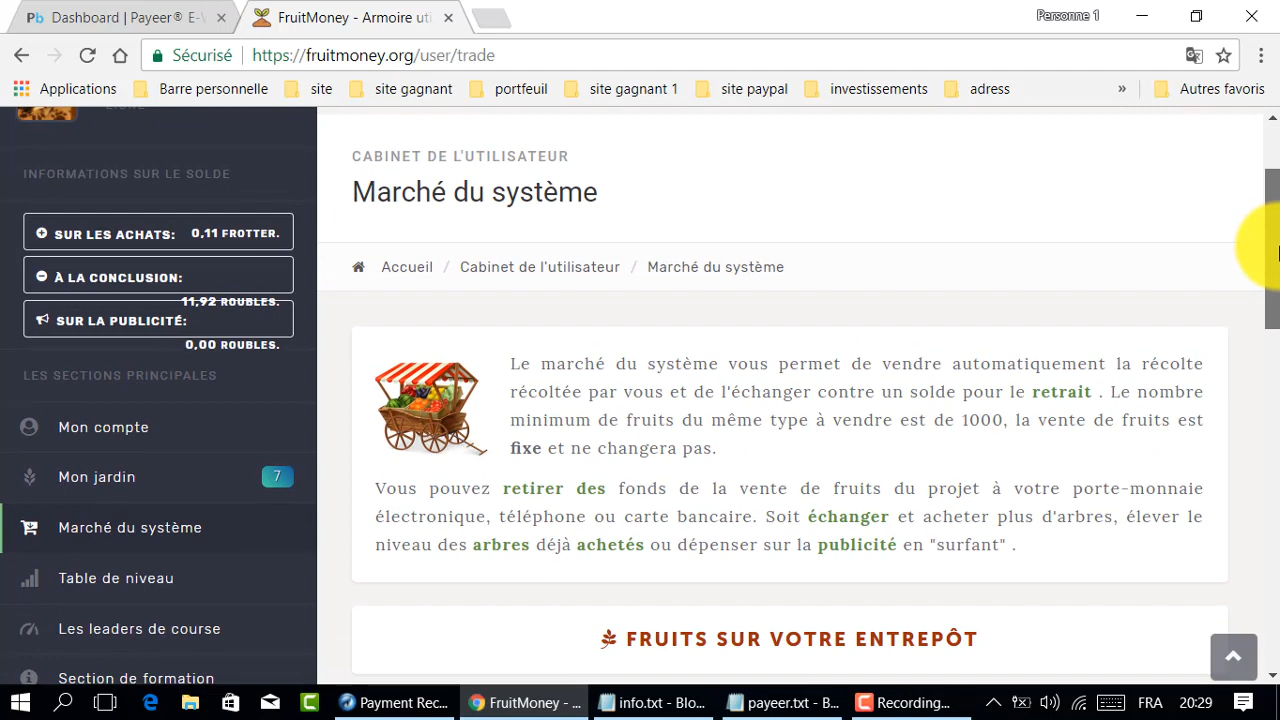 Pb Dashboard | Payeer® E-
FruitMoney - Armoire uti
Personne 1
Sécurisé
https://fruitmoney.org/user/trade
Applications
Barre personnelle
site
site gagnant
portfeuil
site gagnant 1
site paypal
investissements
adress
»
Autres favoris
INFORMATIONS SUR LE SOLDE
SUR LES ACHATS: 0,11 FROTTER.
À LA CONCLUSION:
11,92 ROUBLES.
SUR LA PUBLICITÉ:
0,00 ROUBLES.
LES SECTIONS PRINCIPALES
Mon compte
Mon jardin 7
Marché du système
Table de niveau
Les leaders de course
Section de formation
CABINET DE L'UTILISATEUR
Marché du système
Accueil / Cabinet de l'utilisateur / Marché du système
Le marché du système vous permet de vendre automatiquement la récolte
récoltée par vous et de l'échanger contre un solde pour le retrait . Le nombre
minimum de fruits du même type à vendre est de 1000, la vente de fruits est
fixe et ne changera pas.
Vous pouvez retirer des fonds de la vente de fruits du projet à votre porte-monnaie
électronique, téléphone ou carte bancaire. Soit échanger et acheter plus d'arbres, élever le
niveau des arbres déjà achetés ou dépenser sur la publicité en "surfant" .
FRUITS SUR VOTRE ENTREPÔT
Payment Rec...
FruitMoney - ...
info.txt - Blo...
payeer.txt - B...
Recording...
FRA
20:29